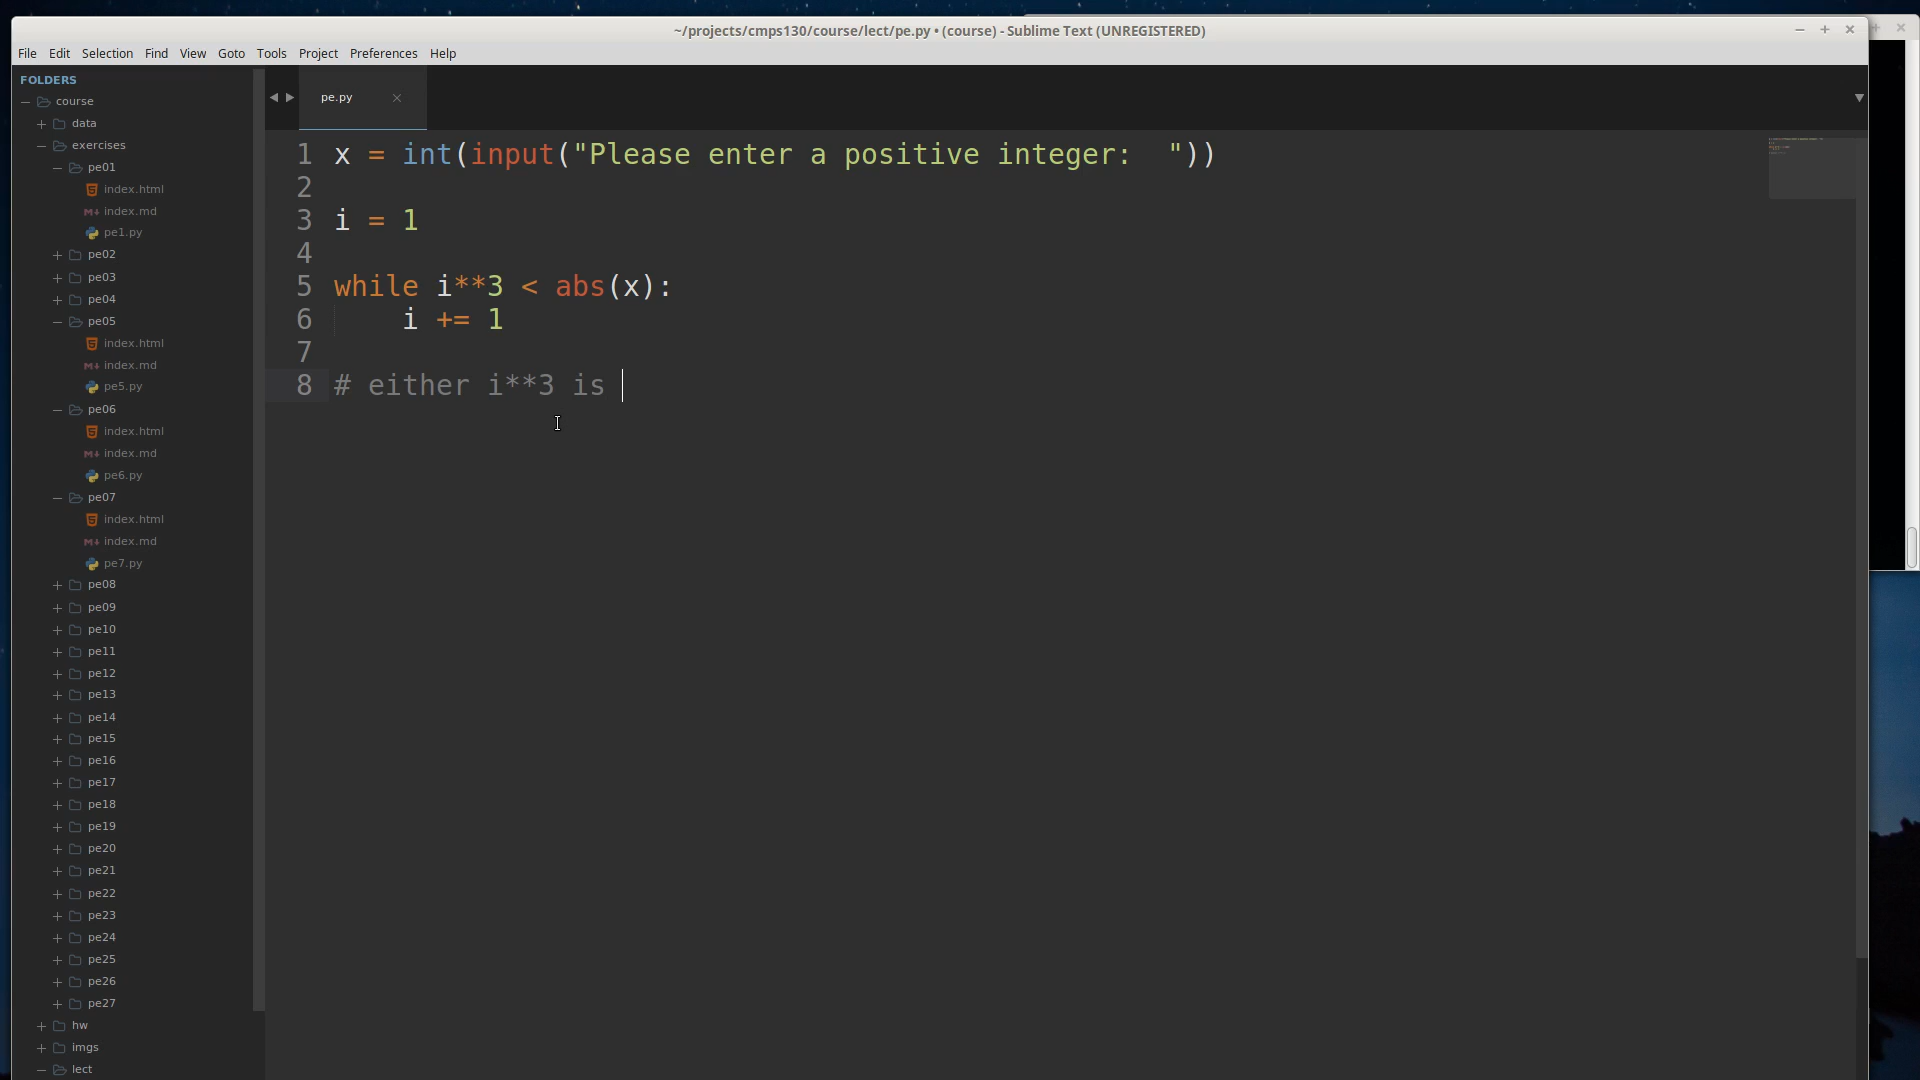 ~/projects/cmps130/course/lect/pe.py • (course) - Sublime Text (UNREGISTERED)
File Edit Selection Find View Goto Tools Project Preferences Help
FOLDERS
course
data
exercises
pe01
index.html
index.md
pe1.py
pe02
pe03
pe04
pe05
index.html
index.md
pe5.py
pe06
index.html
index.md
pe6.py
pe07
index.html
index.md
pe7.py
pe08
pe09
pe10
pe11
pe12
pe13
pe14
pe15
pe16
pe17
pe18
pe19
pe20
pe21
pe22
pe23
pe24
pe25
pe26
pe27
hw
imgs
lect
pe.py
1 x = int(input("Please enter a positive integer:  "))
2
3 i = 1
4
5 while i**3 < abs(x):
6     i += 1
7
8 # either i**3 is